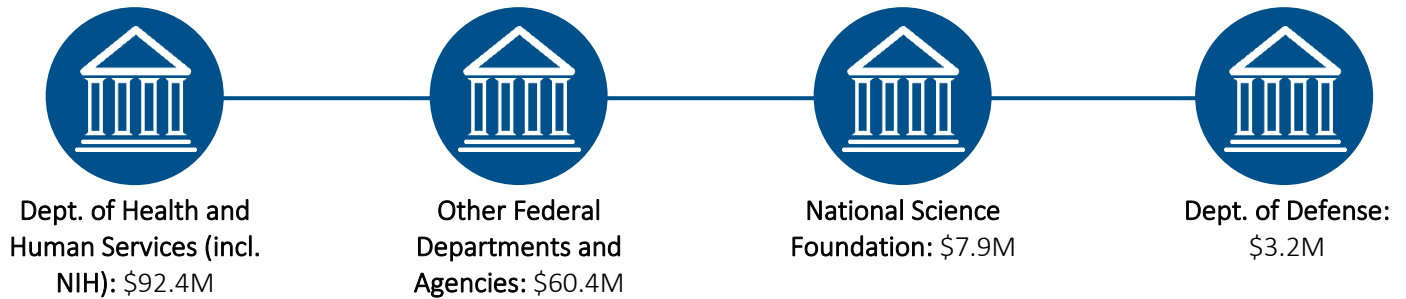 Dept. of Health and
Human Services (incl.
NIH): $92.4M
Other Federal
Departments and
Agencies: $60.4M
National Science
Foundation: $7.9M
Dept. of Defense:
$3.2M